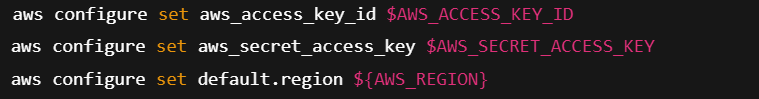 aws configure set aws_access_key_id $AWS_ACCESS_KEY_ID
aws configure set aws_secret_access_key $AWS_SECRET_ACCESS_KEY
aws configure set default.region ${AWS_REGION}